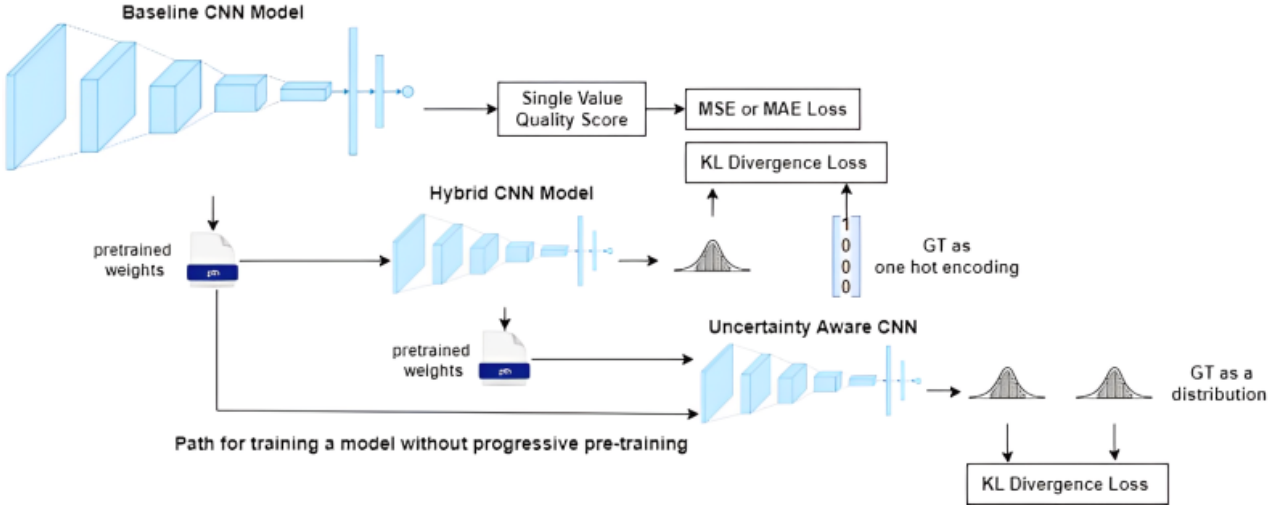 Baseline CNN Model
Single Value
Quality Score
MSE or MAE Loss
KL Divergence Loss
Hybrid CNN Model
pretrained
weights
1
0
0
0
GT as
one hot encoding
Uncertainty Aware CNN
pretrained
weights
GT as a
distribution
Path for training a model without progressive pre-training
KL Divergence Loss